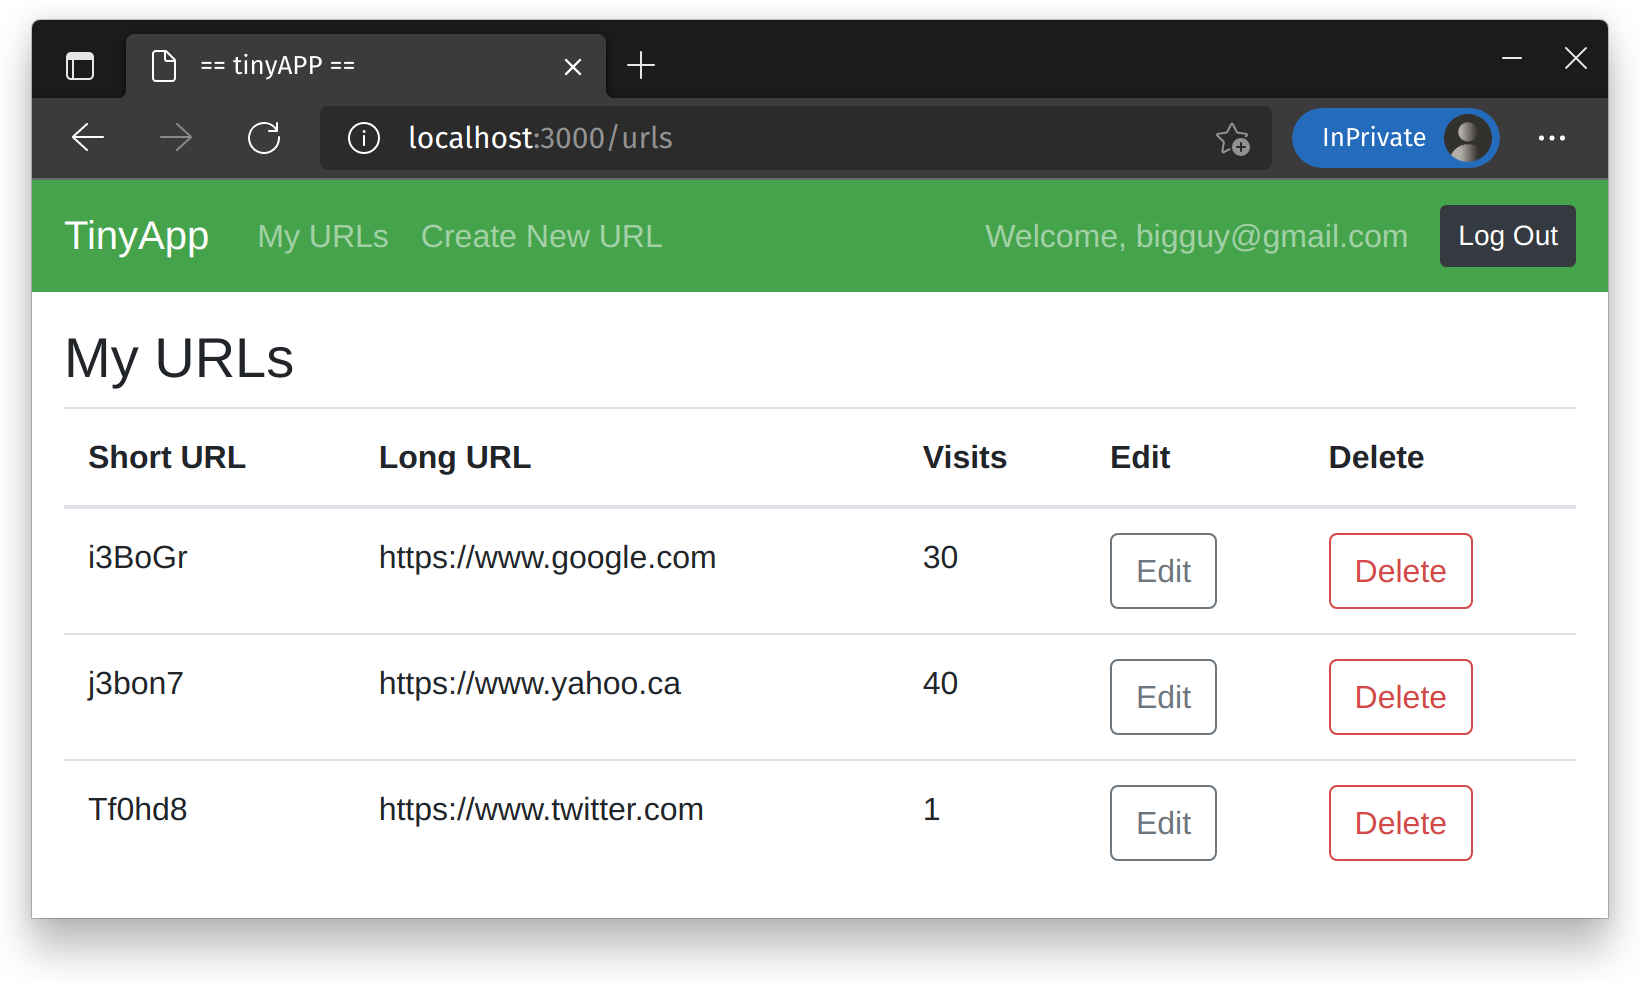 == tinyAPP ==
localhost:3000/urls
InPrivate
TinyApp My URLs Create New URL Welcome, bigguy@gmail.com Log Out
My URLs
Short URL Long URL Visits Edit Delete
i3BoGr https://www.google.com 30 Edit Delete
j3bon7 https://www.yahoo.ca 40 Edit Delete
Tf0hd8 https://www.twitter.com 1 Edit Delete